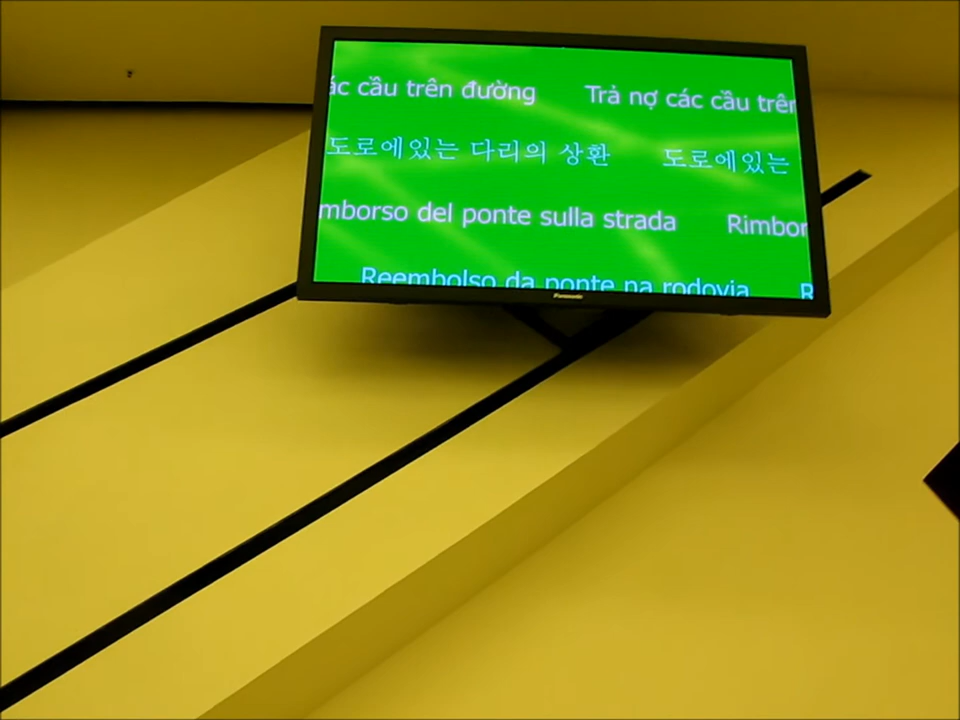 ác cầu trên đường Trả nợ các cầu trên
도로에있는 다리의 상환 도로에있는
mborso del ponte sulla strada Rimbor
Reembolso da ponte na rodovia R
Panasonic